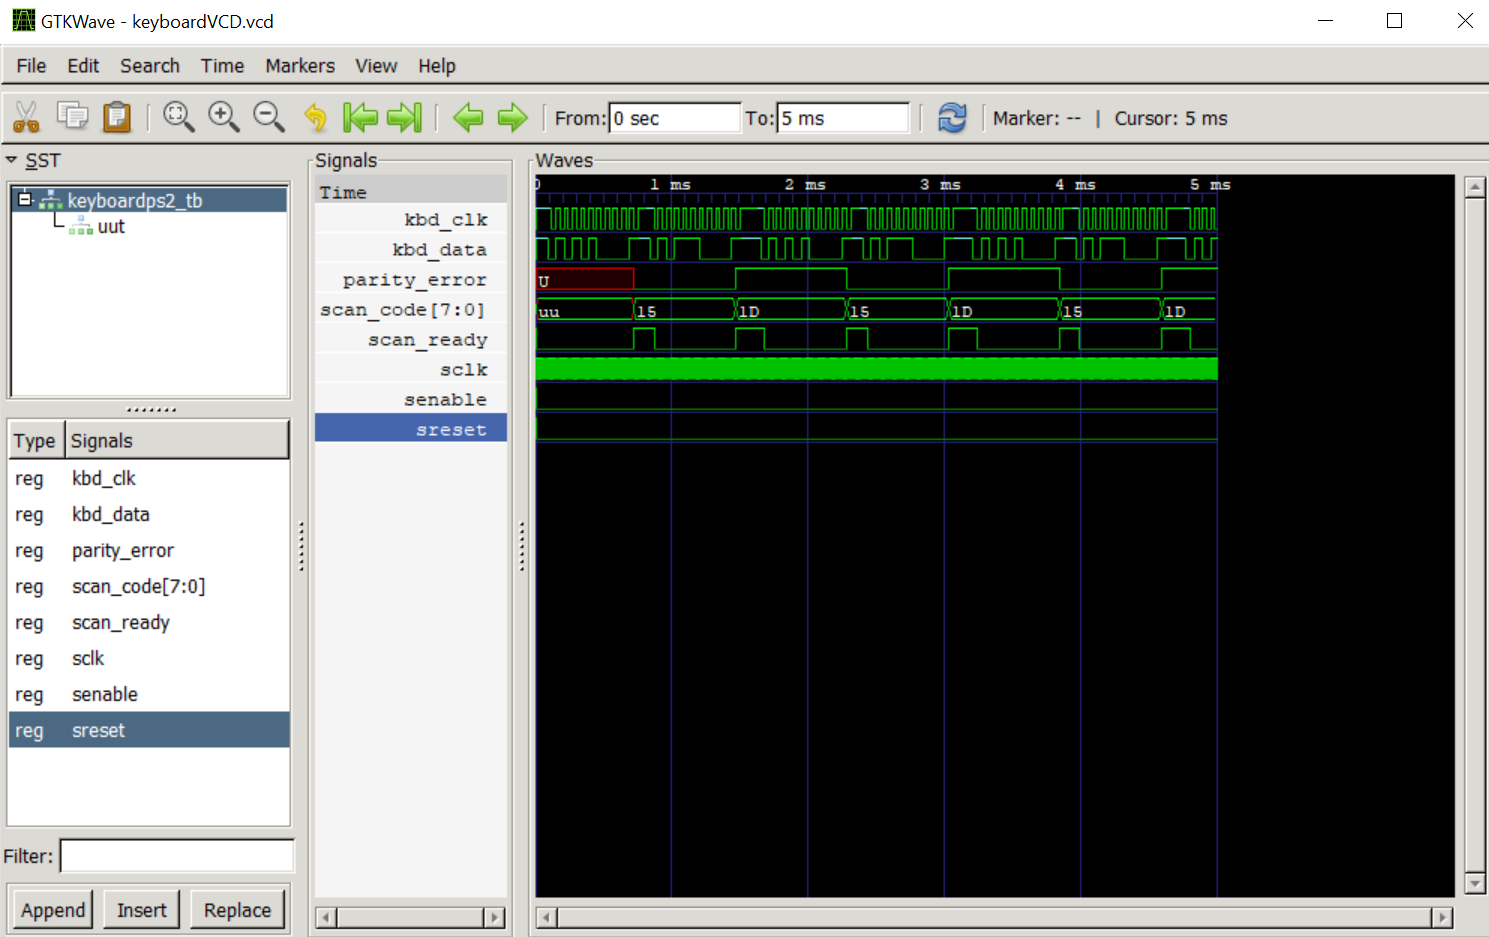 GTKWave - keyboardVCD.vcd
File Edit Search Time Markers View Help
From: 0 sec To: 5 ms Marker: -- | Cursor: 5 ms
SST
keyboardps2_tb
uut
Type Signals
reg kbd_clk
reg kbd_data
reg parity_error
reg scan_code[7:0]
reg scan_ready
reg sclk
reg senable
reg sreset
Filter:
Append Insert Replace
Signals
Time
kbd_clk
kbd_data
parity_error
scan_code[7:0]
scan_ready
sclk
senable
sreset
Waves
0 1 ms 2 ms 3 ms 4 ms 5 ms
U
uu 15 1D 15 1D 15 1D